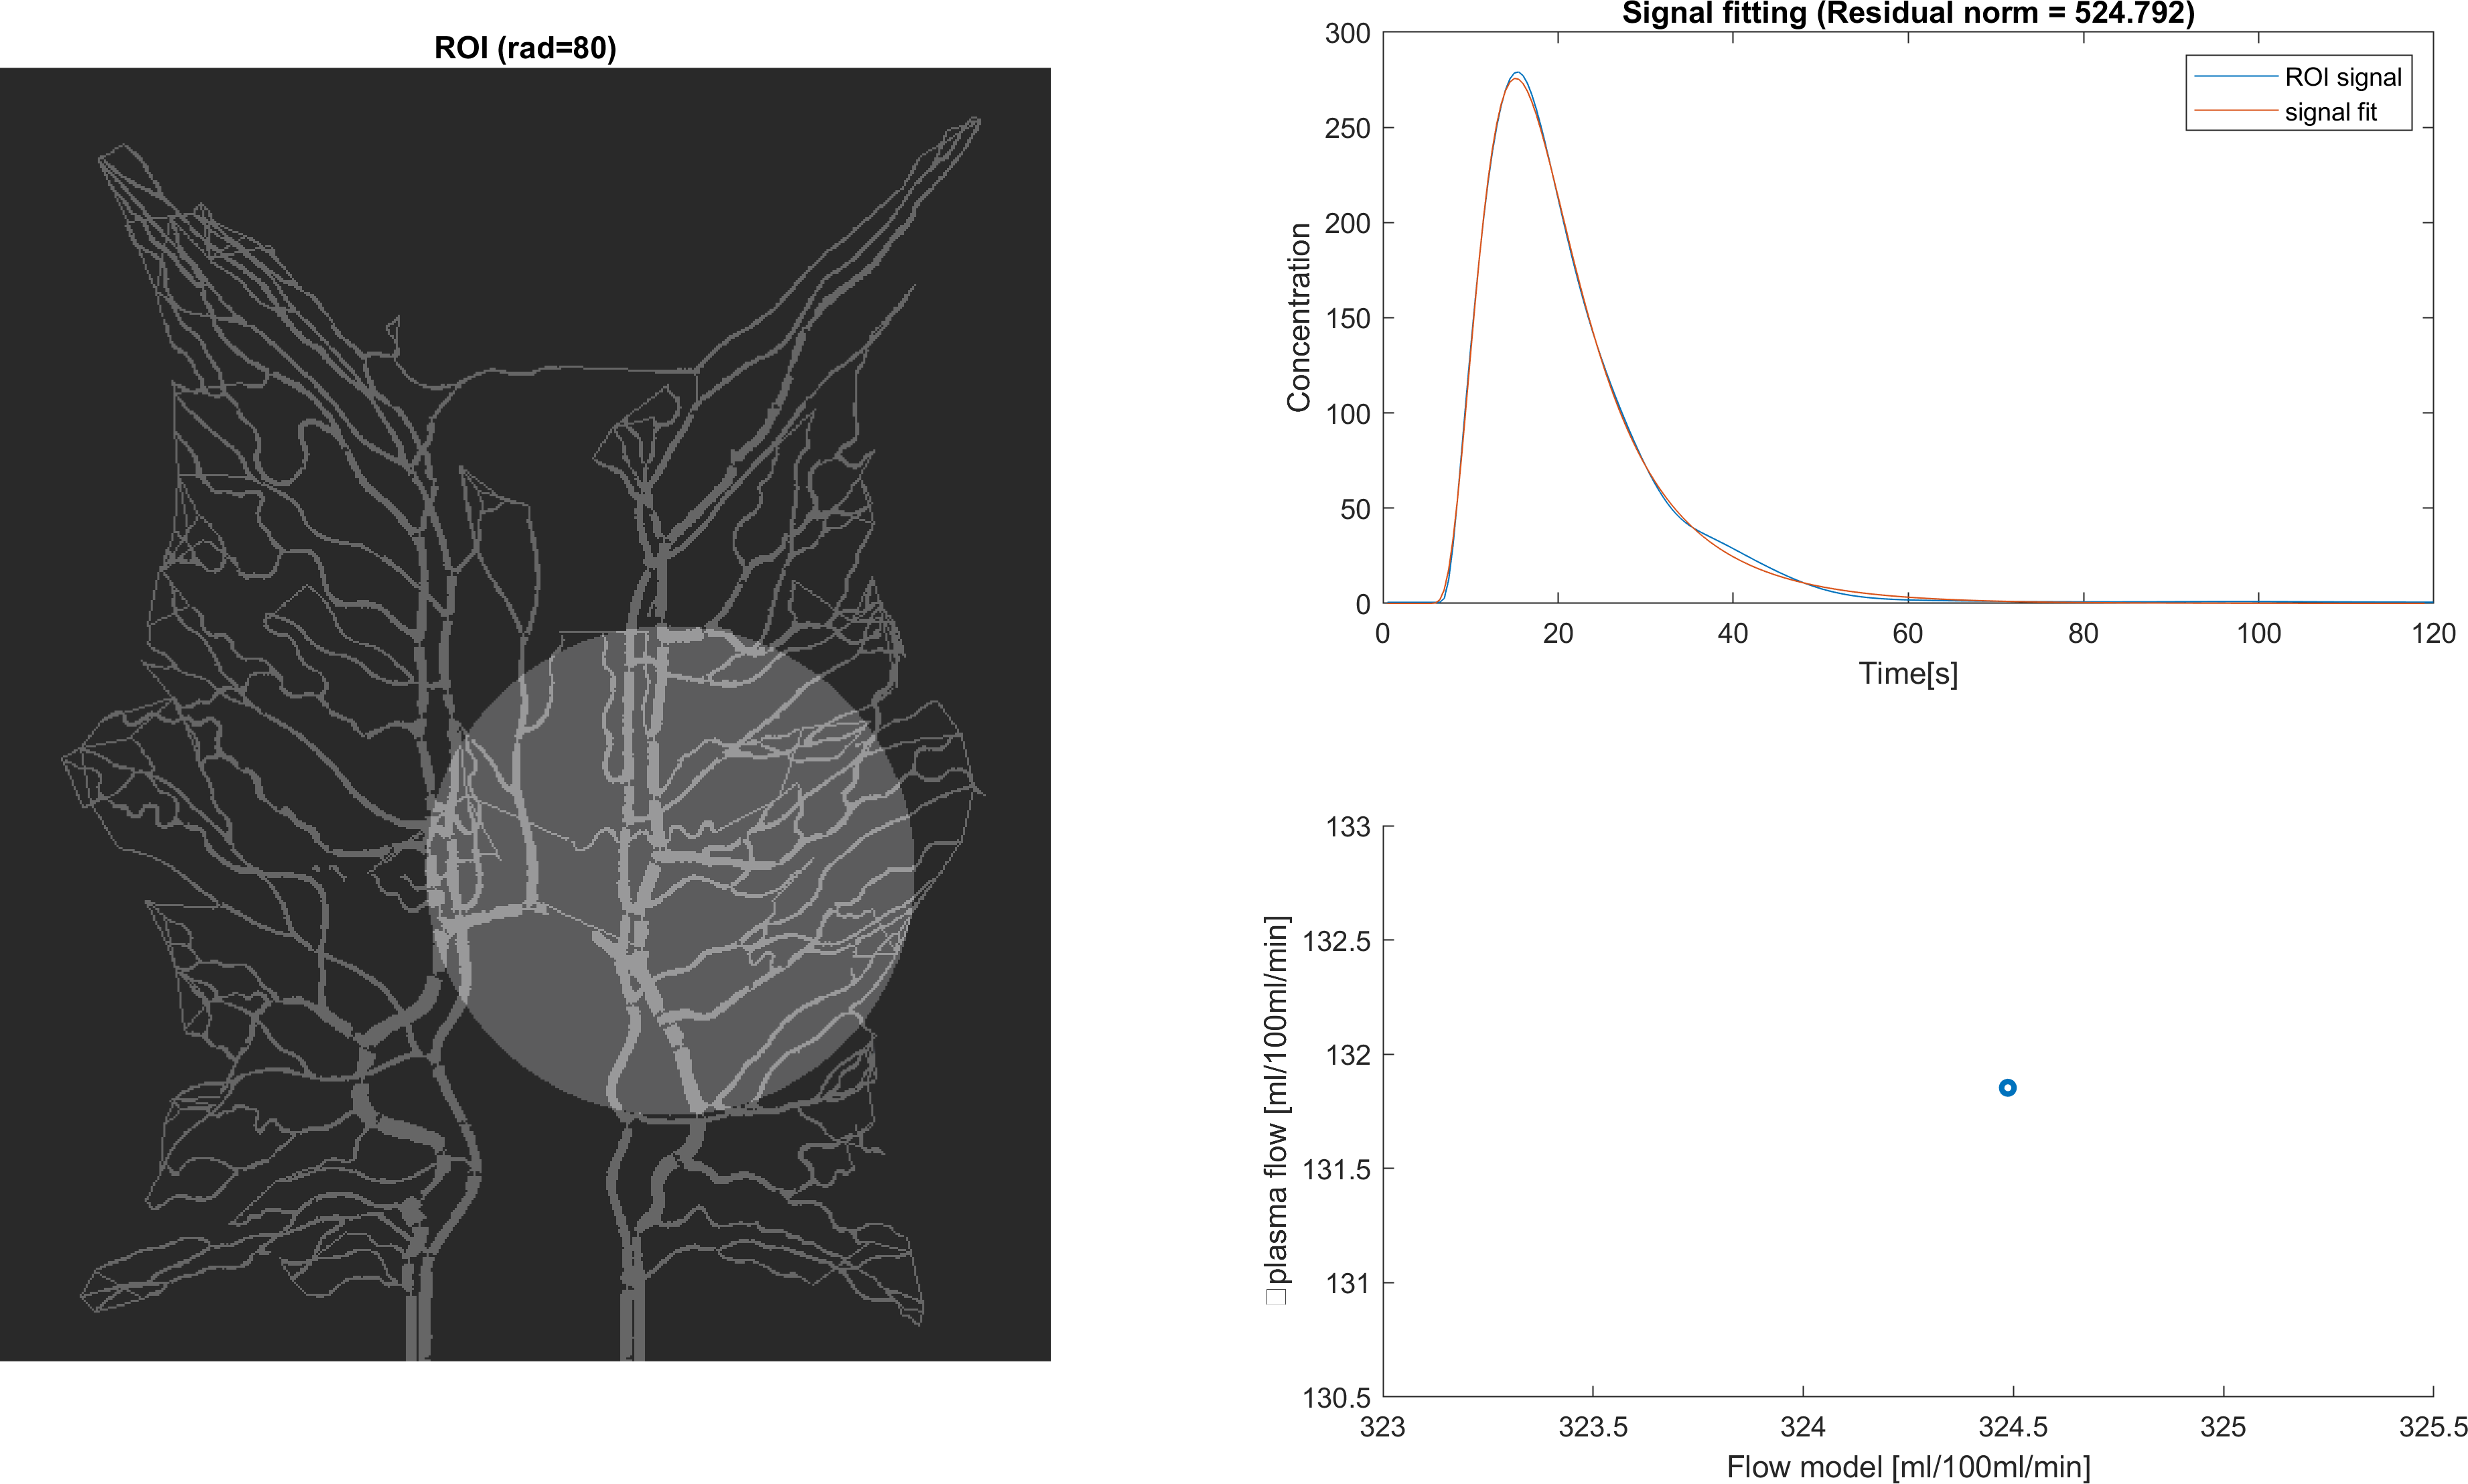 ROI (rad=80)
Signal fitting (Residual norm = 524.792)
300
250
200
150
100
50
0
Concentration
ROI signal
signal fit
0 20 40 60 80 100 120
Time[s]
133
132.5
132
131.5
131
130.5
□plasma flow [ml/100ml/min]
323 323.5 324 324.5 325 325.5
Flow model [ml/100ml/min]